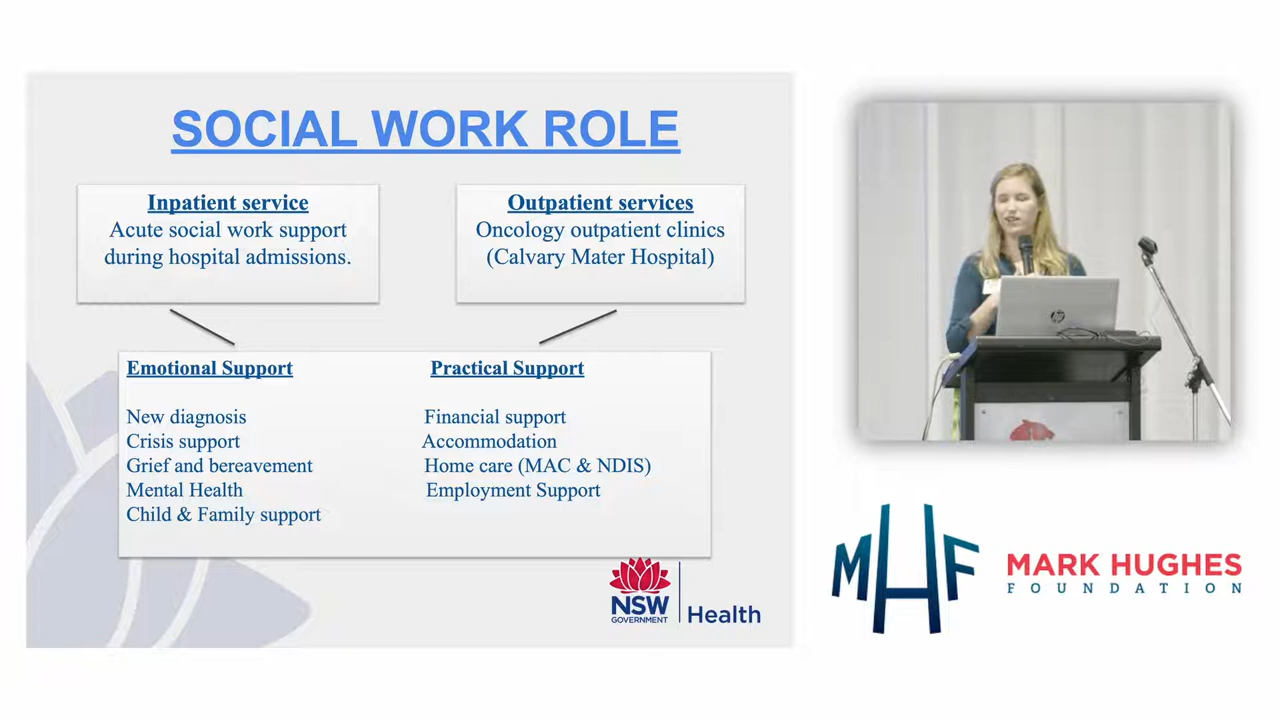 SOCIAL WORK ROLE
Inpatient service
Acute social work support
during hospital admissions.
Outpatient services
Oncology outpatient clinics
(Calvary Mater Hospital)
Emotional Support
New diagnosis
Crisis support
Grief and bereavement
Mental Health
Child & Family support
Practical Support
Financial support
Accommodation
Home care (MAC & NDIS)
Employment Support
NSW
GOVERNMENT
Health
hp
MHF
MARK HUGHES
FOUNDATION